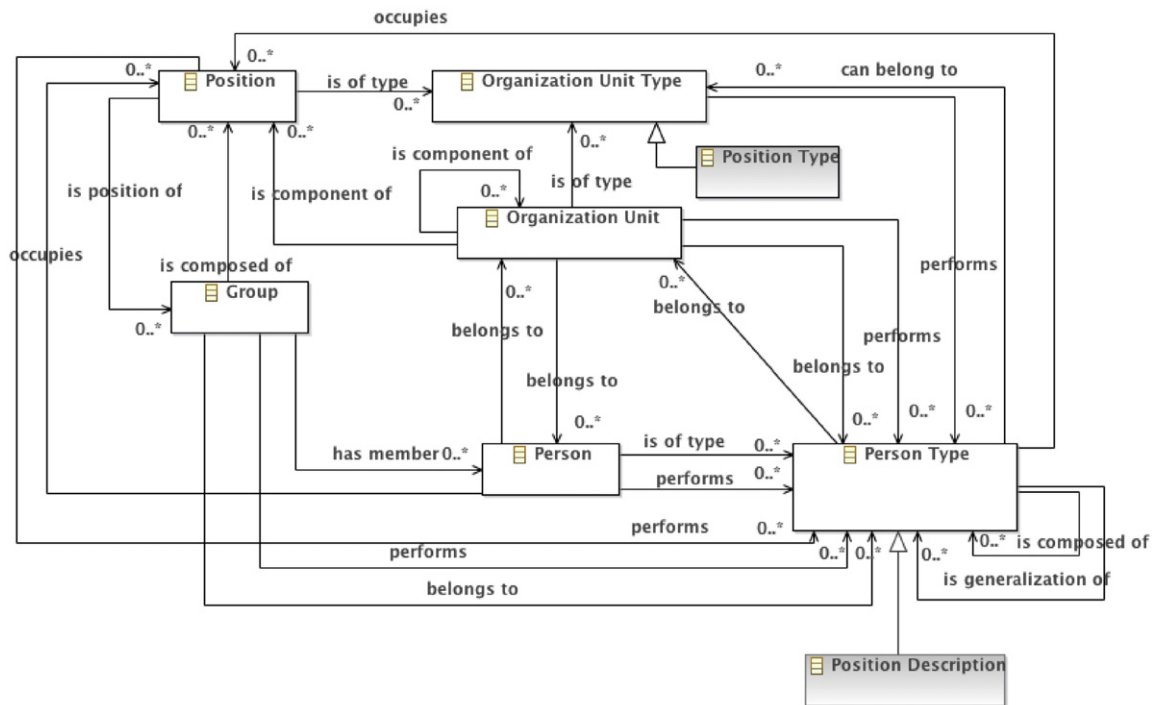 occupies
0..*
0..*
Position
is of type
0..*
Organization Unit Type
0..*
can belong to
0..*
0..*
is component of
0..*
Position Type
is position of
is component of
0..*
is of type
Organization Unit
occupies
is composed of
performs
Group
0..*
0..*
0..*
belongs to
belongs to
performs
belongs to
belongs to
0..*
0..*
0..*
0..*
has member
0..*
Person
is of type
0..*
Person Type
performs
0..*
performs
0..*
performs
0..*
0..*
0..*
0..*
is composed of
belongs to
is generalization of
Position Description